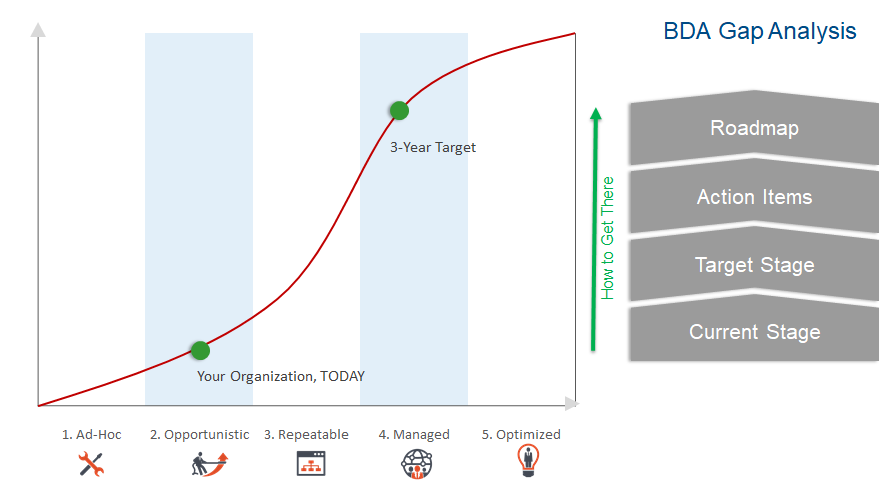 BDA Gap Analysis
Roadmap
Action Items
Target Stage
Current Stage
How to Get There
3-Year Target
Your Organization, TODAY
1. Ad-Hoc
2. Opportunistic
3. Repeatable
4. Managed
5. Optimized